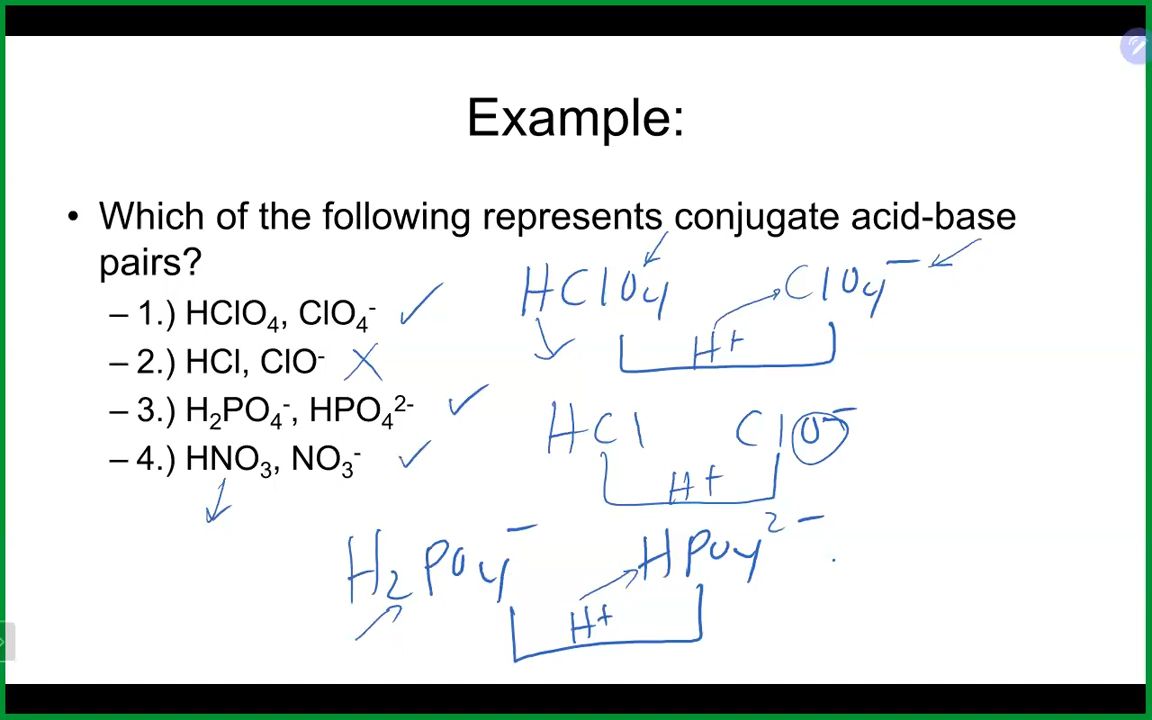 Example:
• Which of the following represents conjugate acid-base
pairs?
HClO4 ClO4⁻
– 1.) HClO₄, ClO₄⁻ ✓
H+
– 2.) HCl, ClO⁻ X
– 3.) H₂PO₄⁻, HPO₄²⁻ ✓
HCl ClO⁻
– 4.) HNO₃, NO₃⁻ ✓
H+
H₂PO4⁻ HPO4²⁻
H+